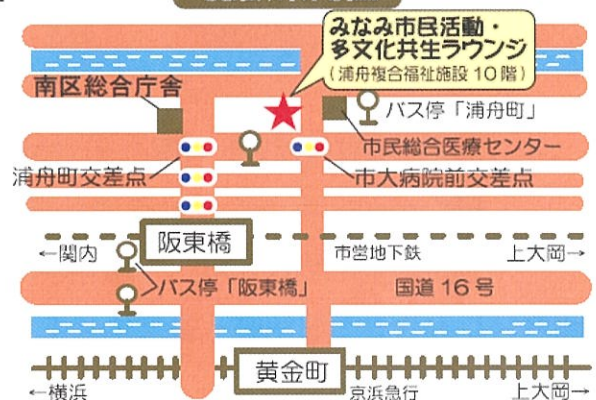 みなみ市民活動・
多文化共生ラウンジ
(浦舟複合福祉施設10階)
南区総合庁舎
バス停「浦舟町」
市民総合医療センター
浦舟町交差点
市大病院前交差点
阪東橋
←関内
市営地下鉄
上大岡→
バス停「阪東橋」
国道16号
黄金町
←横浜
京浜急行
上大岡→